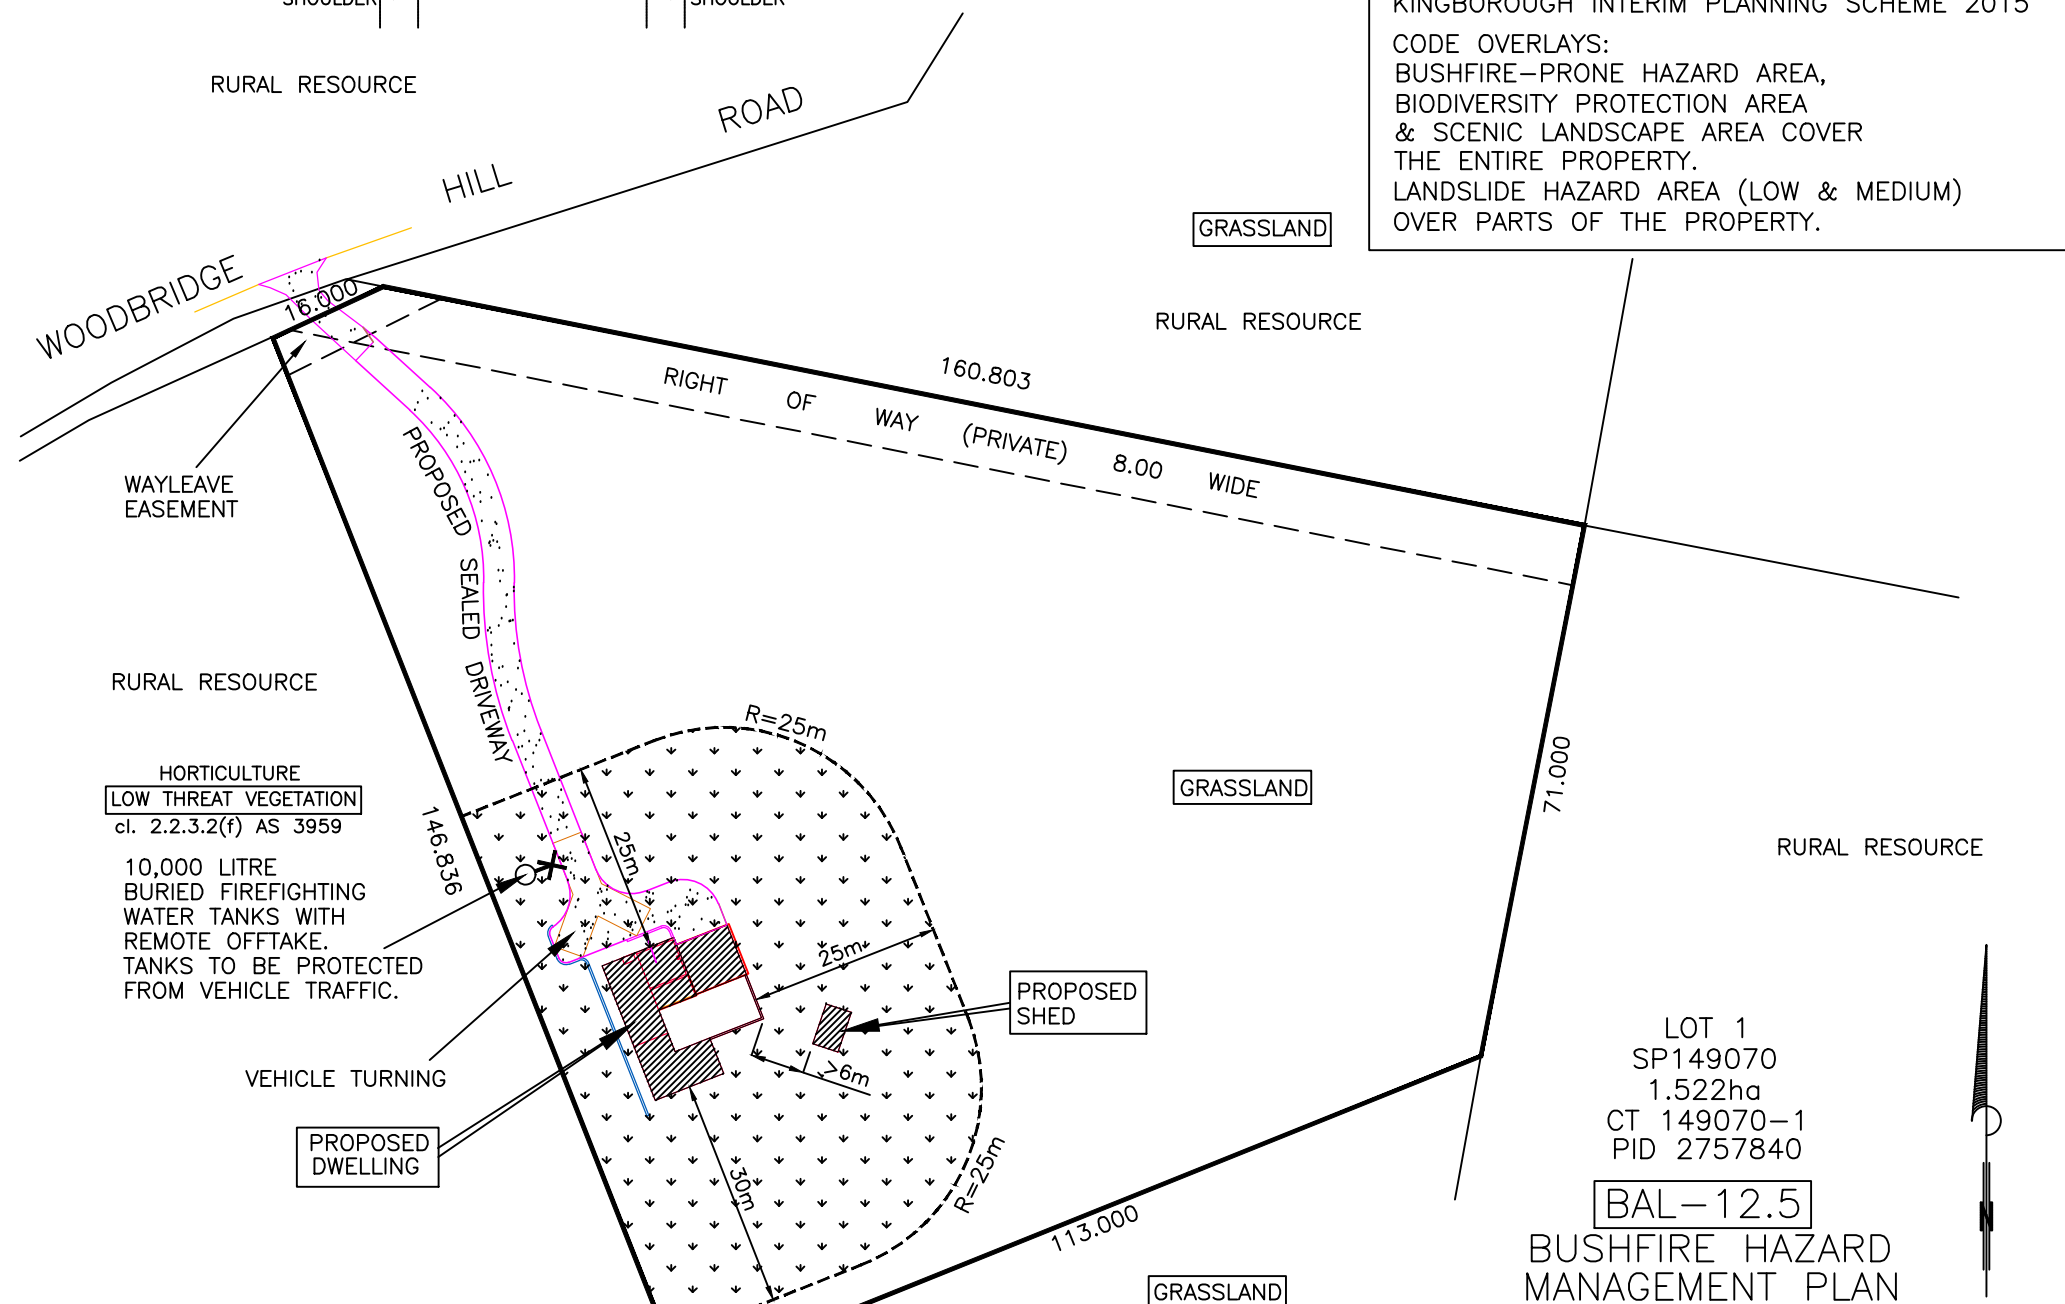 SHOULDER
SHOULDER
KINGBOROUGH INTERIM PLANNING SCHEME 2015
CODE OVERLAYS:
BUSHFIRE-PRONE HAZARD AREA,
BIODIVERSITY PROTECTION AREA
& SCENIC LANDSCAPE AREA COVER
THE ENTIRE PROPERTY.
LANDSLIDE HAZARD AREA (LOW & MEDIUM)
OVER PARTS OF THE PROPERTY.
RURAL RESOURCE
WOODBRIDGE HILL ROAD
GRASSLAND
RURAL RESOURCE
16.000
160.803
RIGHT OF WAY (PRIVATE) 8.00 WIDE
WAYLEAVE
EASEMENT
PROPOSED SEALED DRIVEWAY
RURAL RESOURCE
R=25m
HORTICULTURE
LOW THREAT VEGETATION
cl. 2.2.3.2(f) AS 3959
146.836
25m
GRASSLAND
71.000
RURAL RESOURCE
10,000 LITRE
BURIED FIREFIGHTING
WATER TANKS WITH
REMOTE OFFTAKE.
TANKS TO BE PROTECTED
FROM VEHICLE TRAFFIC.
25m
PROPOSED
SHED
>6m
VEHICLE TURNING
PROPOSED
DWELLING
30m
R=25m
113.000
GRASSLAND
LOT 1
SP149070
1.522ha
CT 149070-1
PID 2757840
BAL-12.5
BUSHFIRE HAZARD
MANAGEMENT PLAN
N